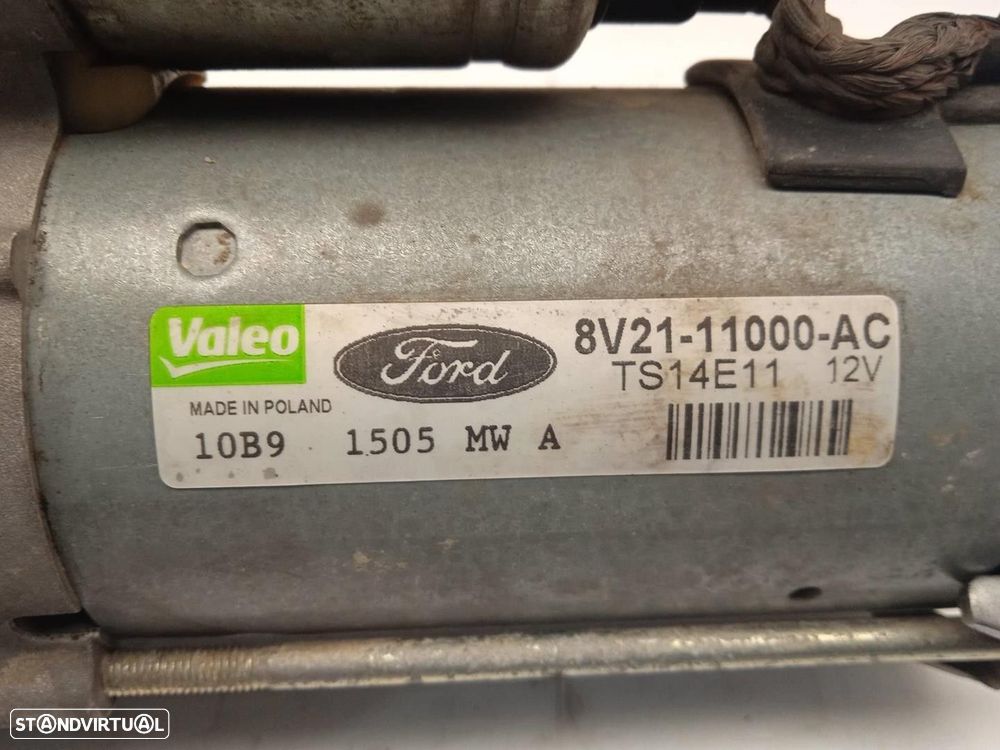 Valeo
Ford
8V21-11000-AC
TS14E11 12V
MADE IN POLAND
10B9 1505 MW A
STANDVIRTUAL